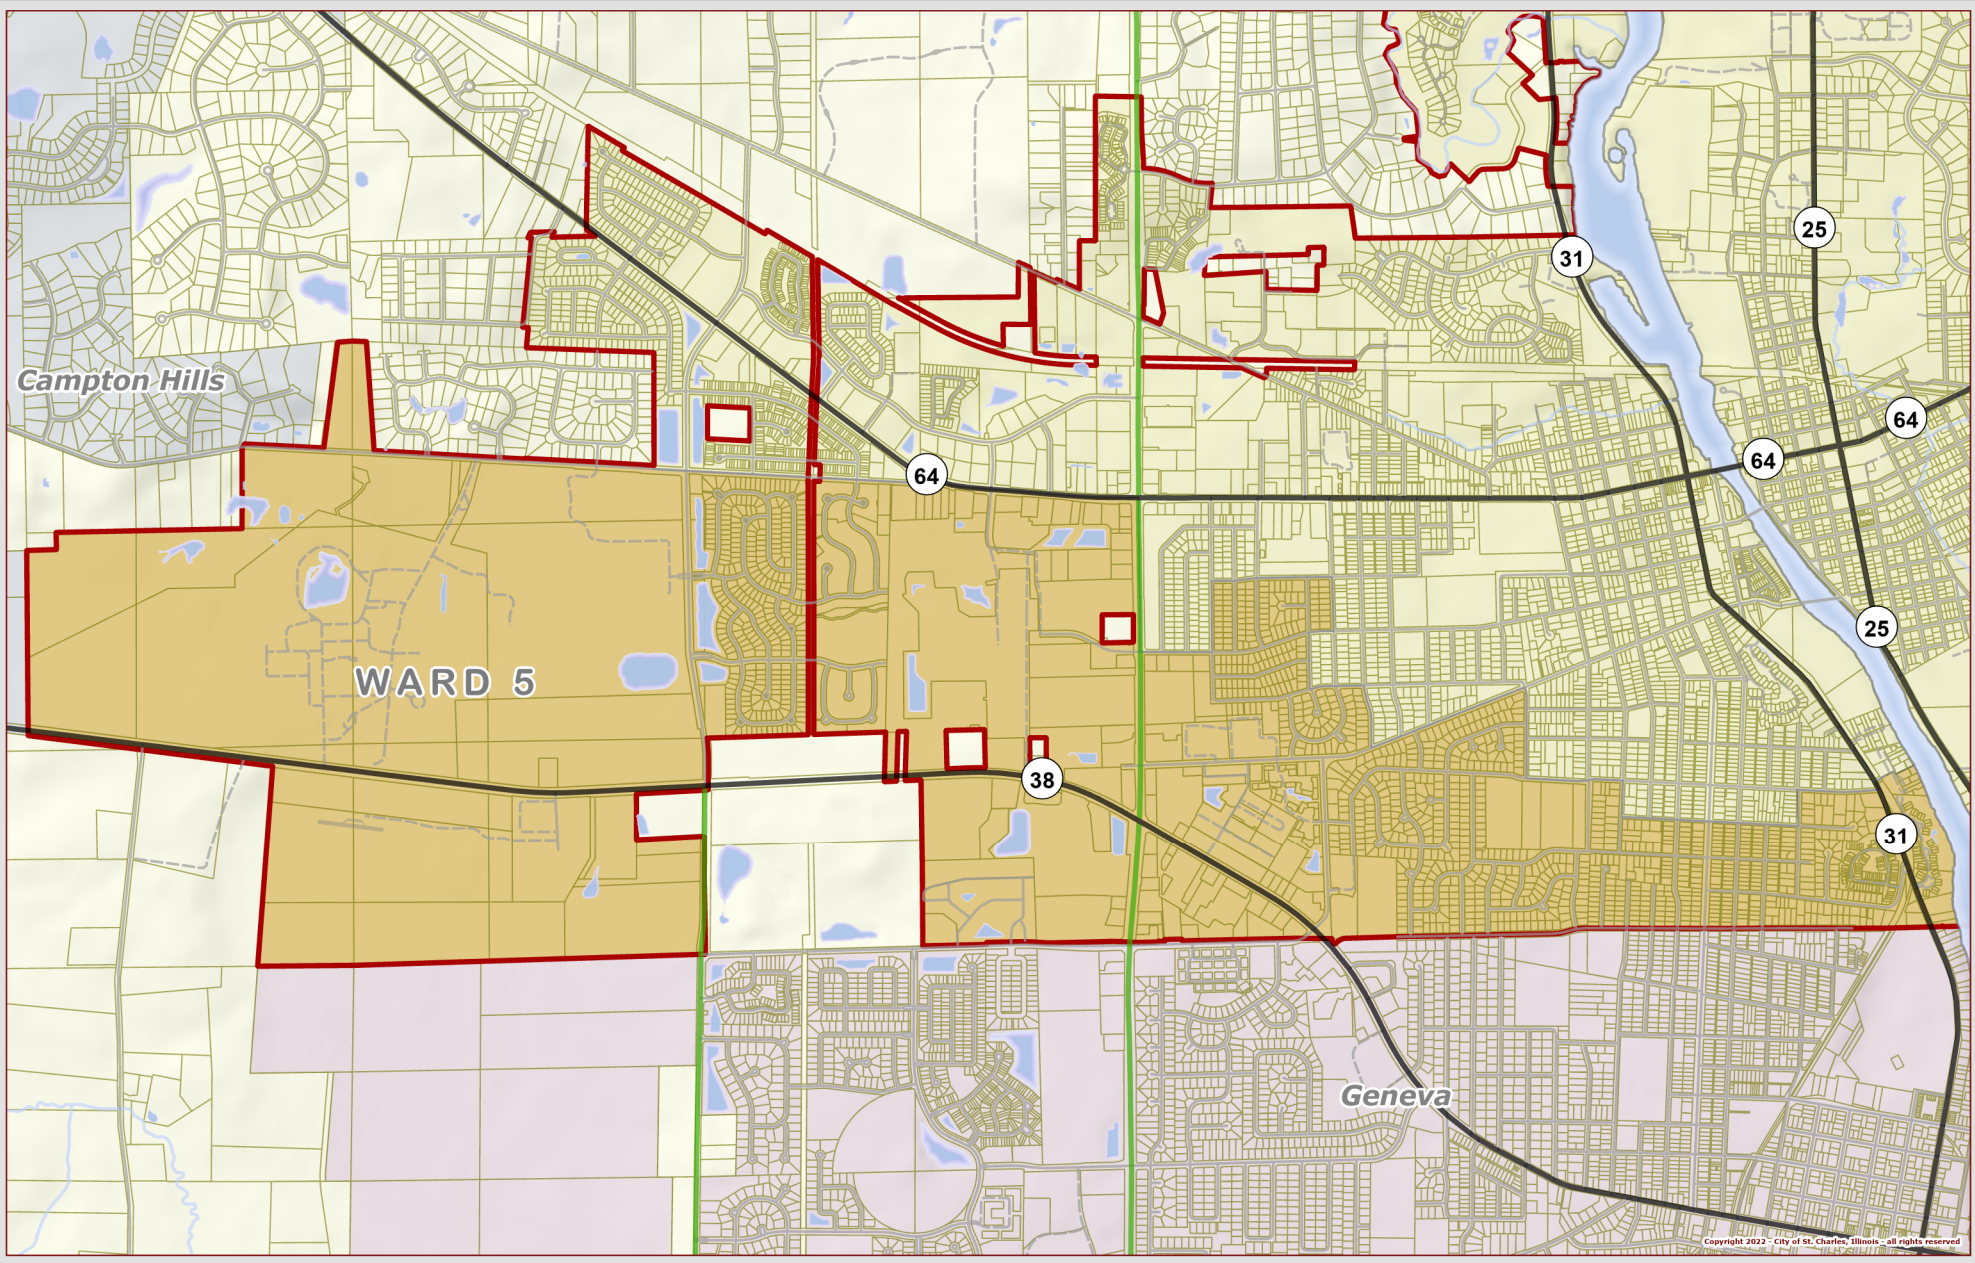 25
31
Campton Hills
64
64
64
25
WARD 5
38
31
Geneva
Copyright 2022 - City of St. Charles, Illinois - all rights reserved